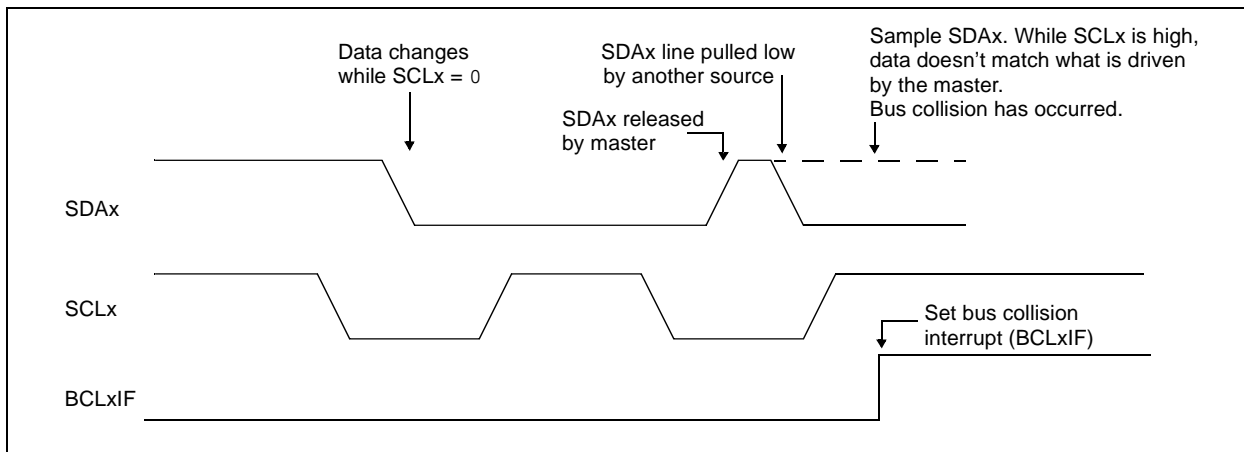 Data changes
while SCLx = 0
SDAx line pulled low
by another source
Sample SDAx. While SCLx is high,
data doesn't match what is driven
by the master.
Bus collision has occurred.
SDAx released
by master
SDAx
SCLx
Set bus collision
interrupt (BCLxIF)
BCLxIF